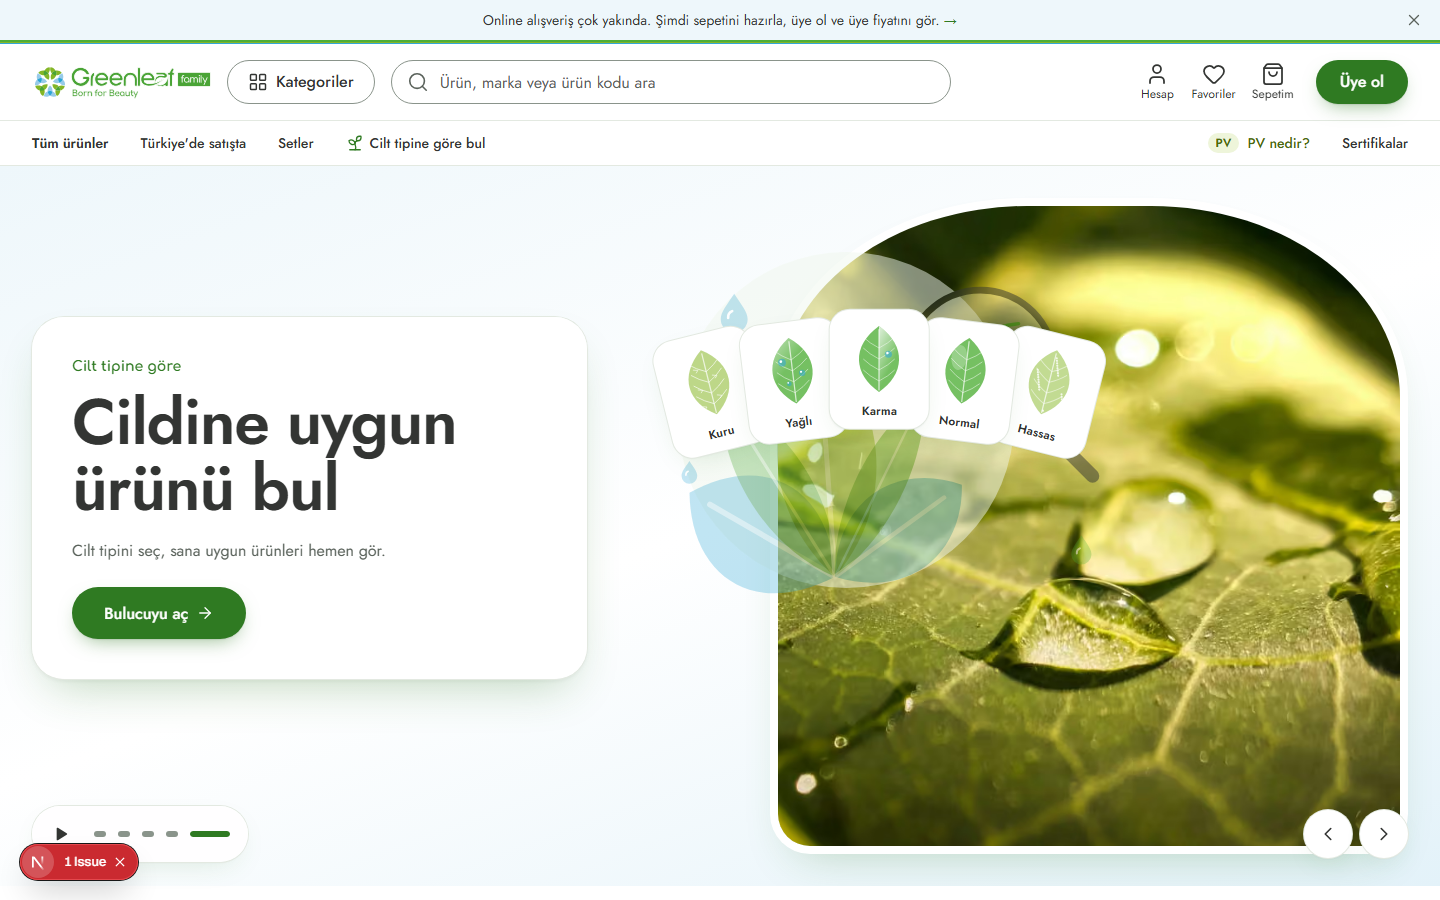 Online alışveriş çok yakında. Şimdi sepetini hazırla, üye ol ve üye fiyatını gör. →
Greenleaf family
Born for Beauty
Kategoriler
Ürün, marka veya ürün kodu ara
Hesap
Favoriler
Sepetim
Üye ol
Tüm ürünler
Türkiye'de satışta
Setler
Cilt tipine göre bul
PV
PV nedir?
Sertifikalar
Cilt tipine göre
Cildine uygun
ürünü bul
Cilt tipini seç, sana uygun ürünleri hemen gör.
Bulucuyu aç →
Kuru
Yağlı
Karma
Normal
Hassas
N
1 Issue